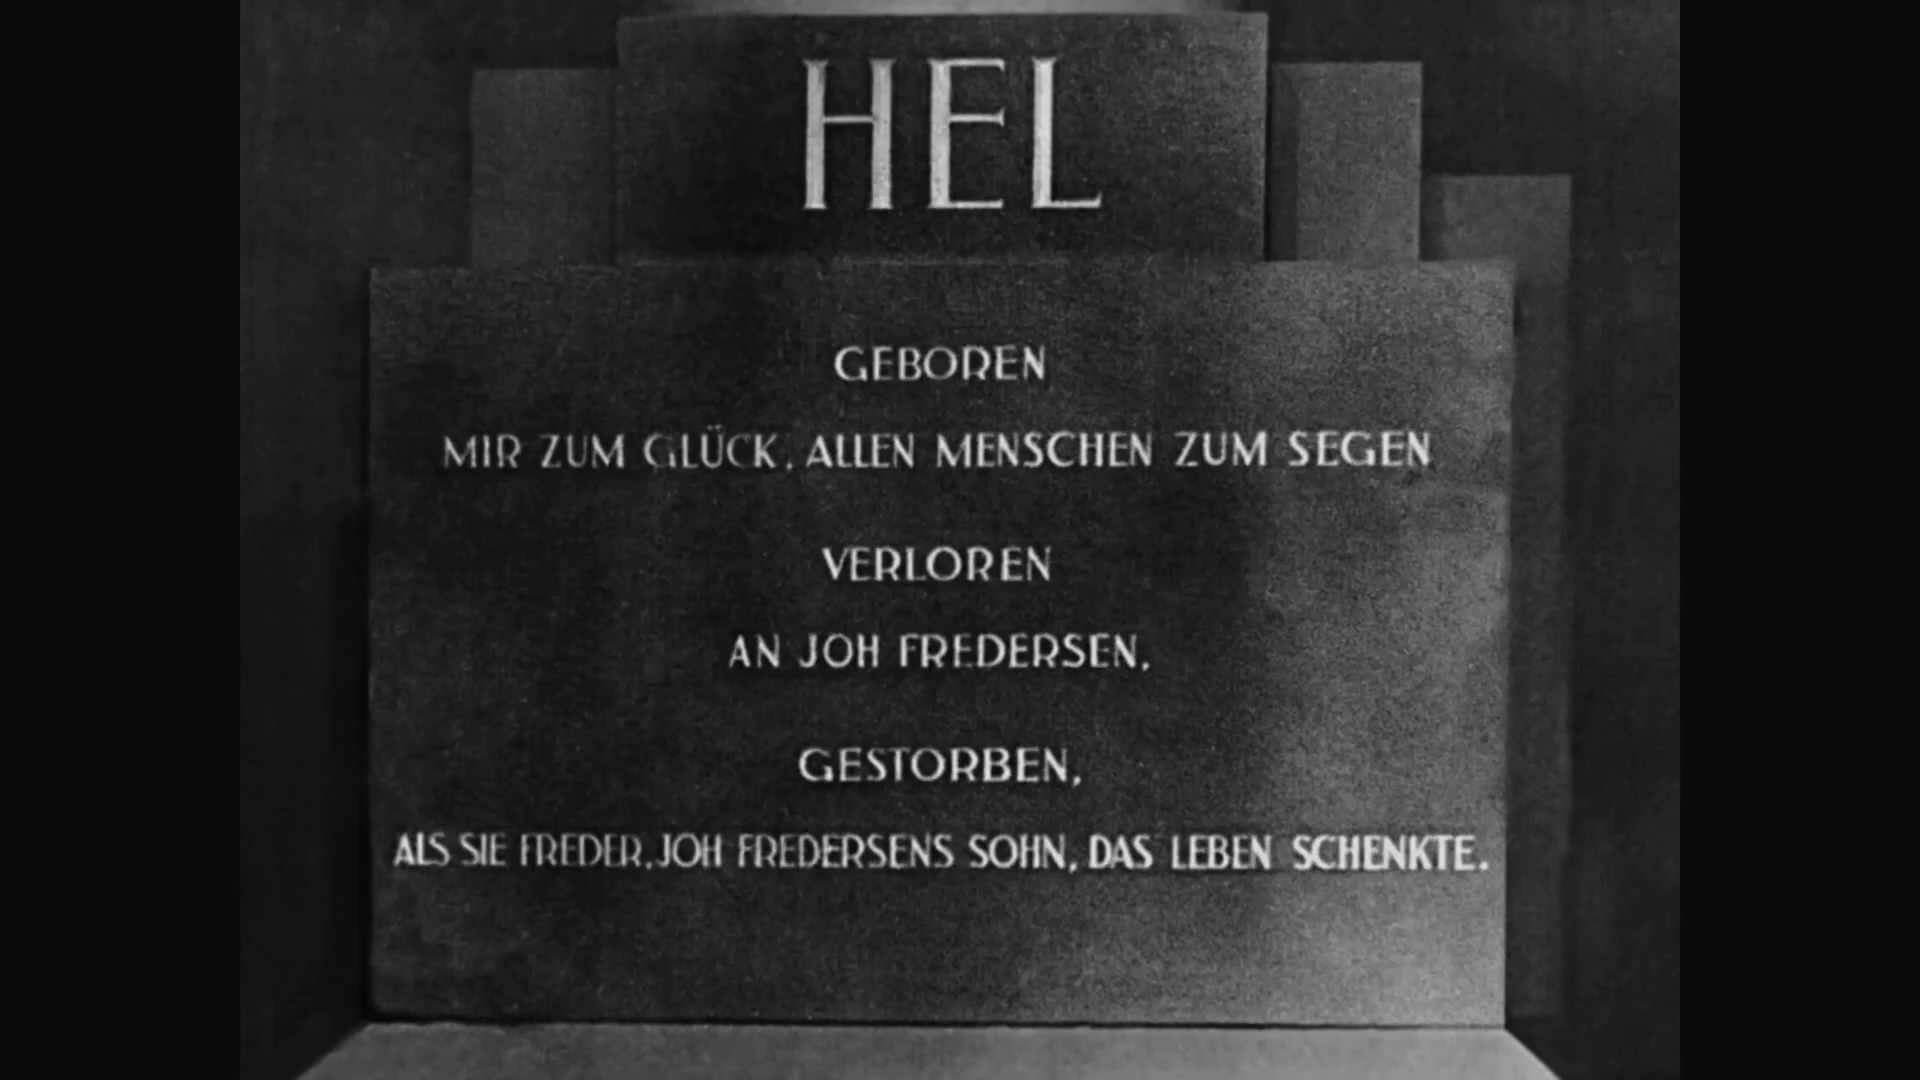 HEL
GEBOREN
MIR ZUM GLÜCK, ALLEN MENSCHEN ZUM SEGEN
VERLOREN
AN JOH FREDERSEN,
GESTORBEN,
ALS SIE FREDER, JOH FREDERSENS SOHN, DAS LEBEN SCHENKTE.